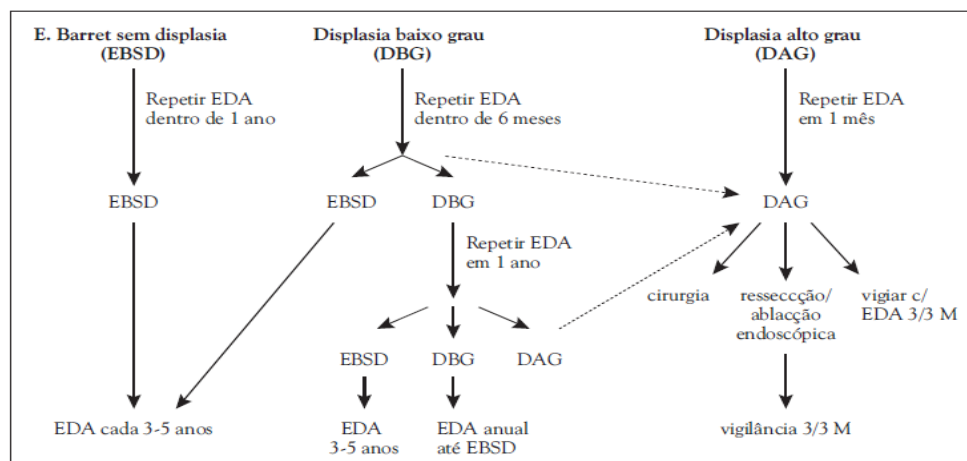 E. Barret sem displasia
(EBSD)
Displasia baixo grau
(DBG)
Displasia alto grau
(DAG)
Repetir EDA
dentro de 1 ano
Repetir EDA
dentro de 6 meses
Repetir EDA
em 1 mês
EBSD
EBSD
DBG
DAG
Repetir EDA
em 1 ano
cirurgia
ressecção/
ablacção
endoscópica
vigiar c/
EDA 3/3 M
EBSD
DBG
DAG
EDA cada 3-5 anos
EDA
3-5 anos
EDA anual
até EBSD
vigilância 3/3 M